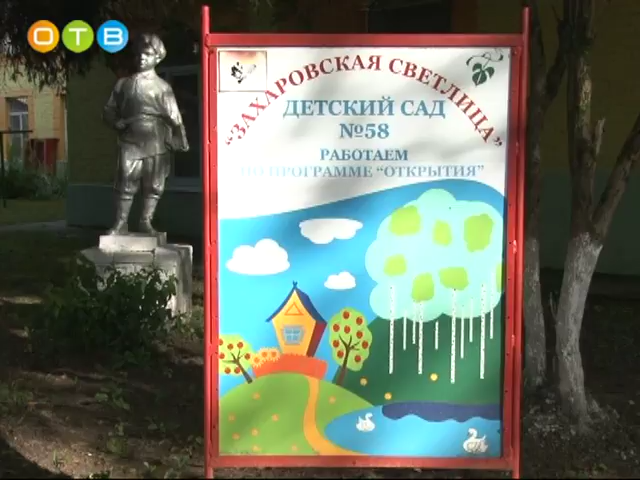 ОТВ
"ЗАХАРОВСКАЯ СВЕТЛИЦА"
ДЕТСКИЙ САД
№58
РАБОТАЕМ
ПО ПРОГРАММЕ "ОТКРЫТИЯ"